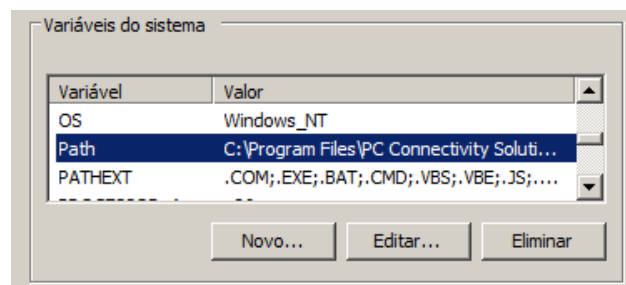 Variáveis do sistema
Variável Valor
OS Windows_NT
Path C:\Program Files\PC Connectivity Soluti...
PATHEXT .COM;.EXE;.BAT;.CMD;.VBS;.VBE;.JS;....
Novo... Editar... Eliminar